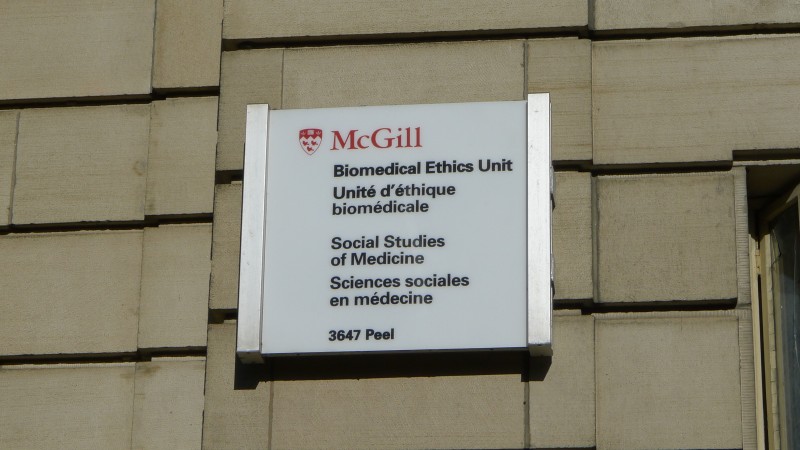 McGill
Biomedical Ethics Unit
Unité d'éthique
biomédicale
Social Studies
of Medicine
Sciences sociales
en médecine
3647 Peel